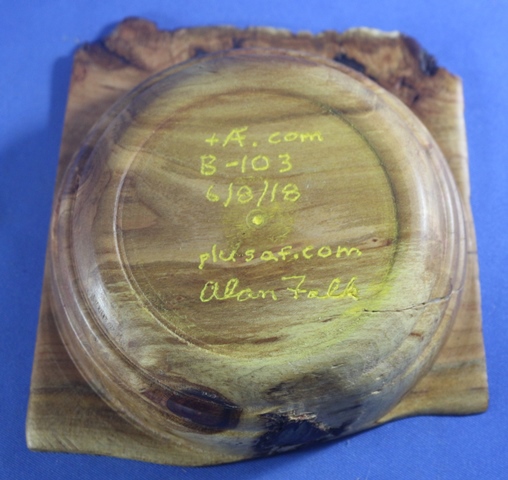 +Æ.com
B-103
6/8/18
plusaf.com
Alan Falk